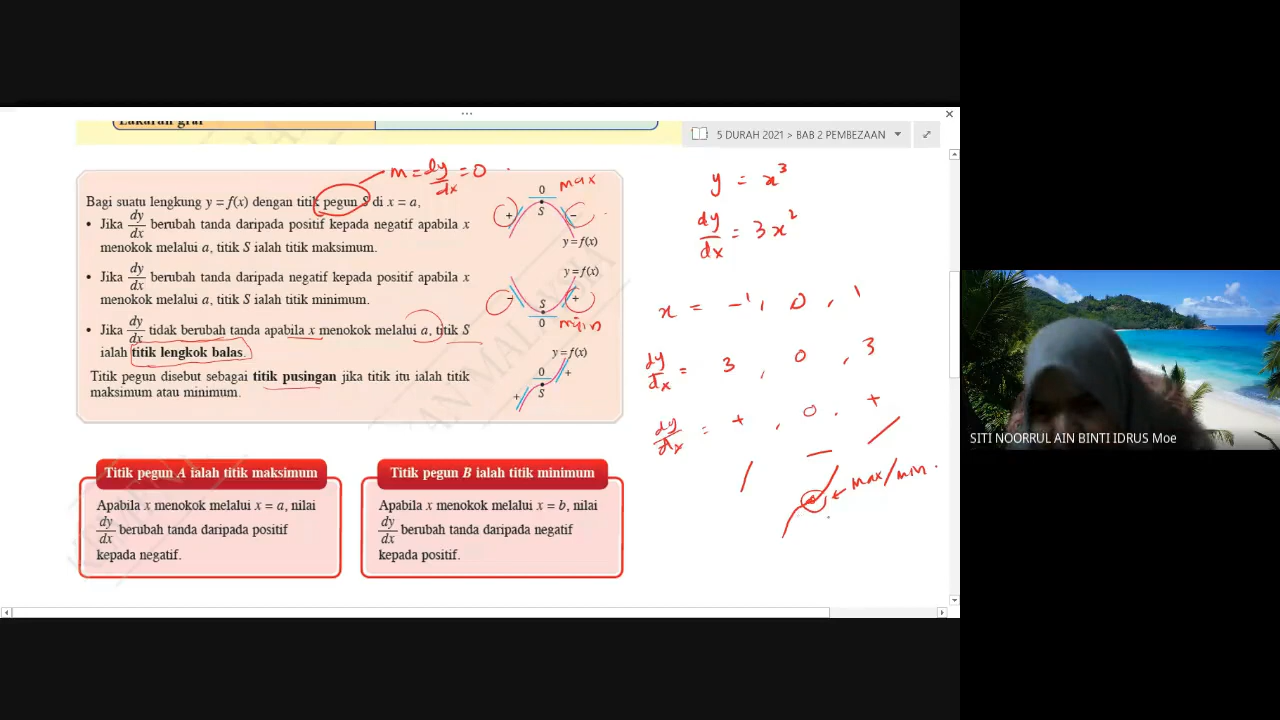 Lakaran graf
5 DURAH 2021 > BAB 2 PEMBEZAAN
m = dy/dx = 0
Bagi suatu lengkung y = f(x) dengan titik pegun S di x = a,
• Jika dy/dx berubah tanda daripada positif kepada negatif apabila x
menokok melalui a, titik S ialah titik maksimum.
• Jika dy/dx berubah tanda daripada negatif kepada positif apabila x
menokok melalui a, titik S ialah titik minimum.
• Jika dy/dx tidak berubah tanda apabila x menokok melalui a, titik S
ialah titik lengkok balas.
Titik pegun disebut sebagai titik pusingan jika titik itu ialah titik
maksimum atau minimum.
0 max
+ S −
y = f(x)
y = f(x)
− S +
0 min
y = f(x)
0 +
+ S
Titik pegun A ialah titik maksimum
Apabila x menokok melalui x = a, nilai
dy/dx berubah tanda daripada positif
kepada negatif.
Titik pegun B ialah titik minimum
Apabila x menokok melalui x = b, nilai
dy/dx berubah tanda daripada negatif
kepada positif.
y = x³
dy/dx = 3x²
x = -1, 0, 1
dy/dx = 3, 0, 3
dy/dx = +, 0, +
max/min.
SITI NOORRUL AIN BINTI IDRUS Moe